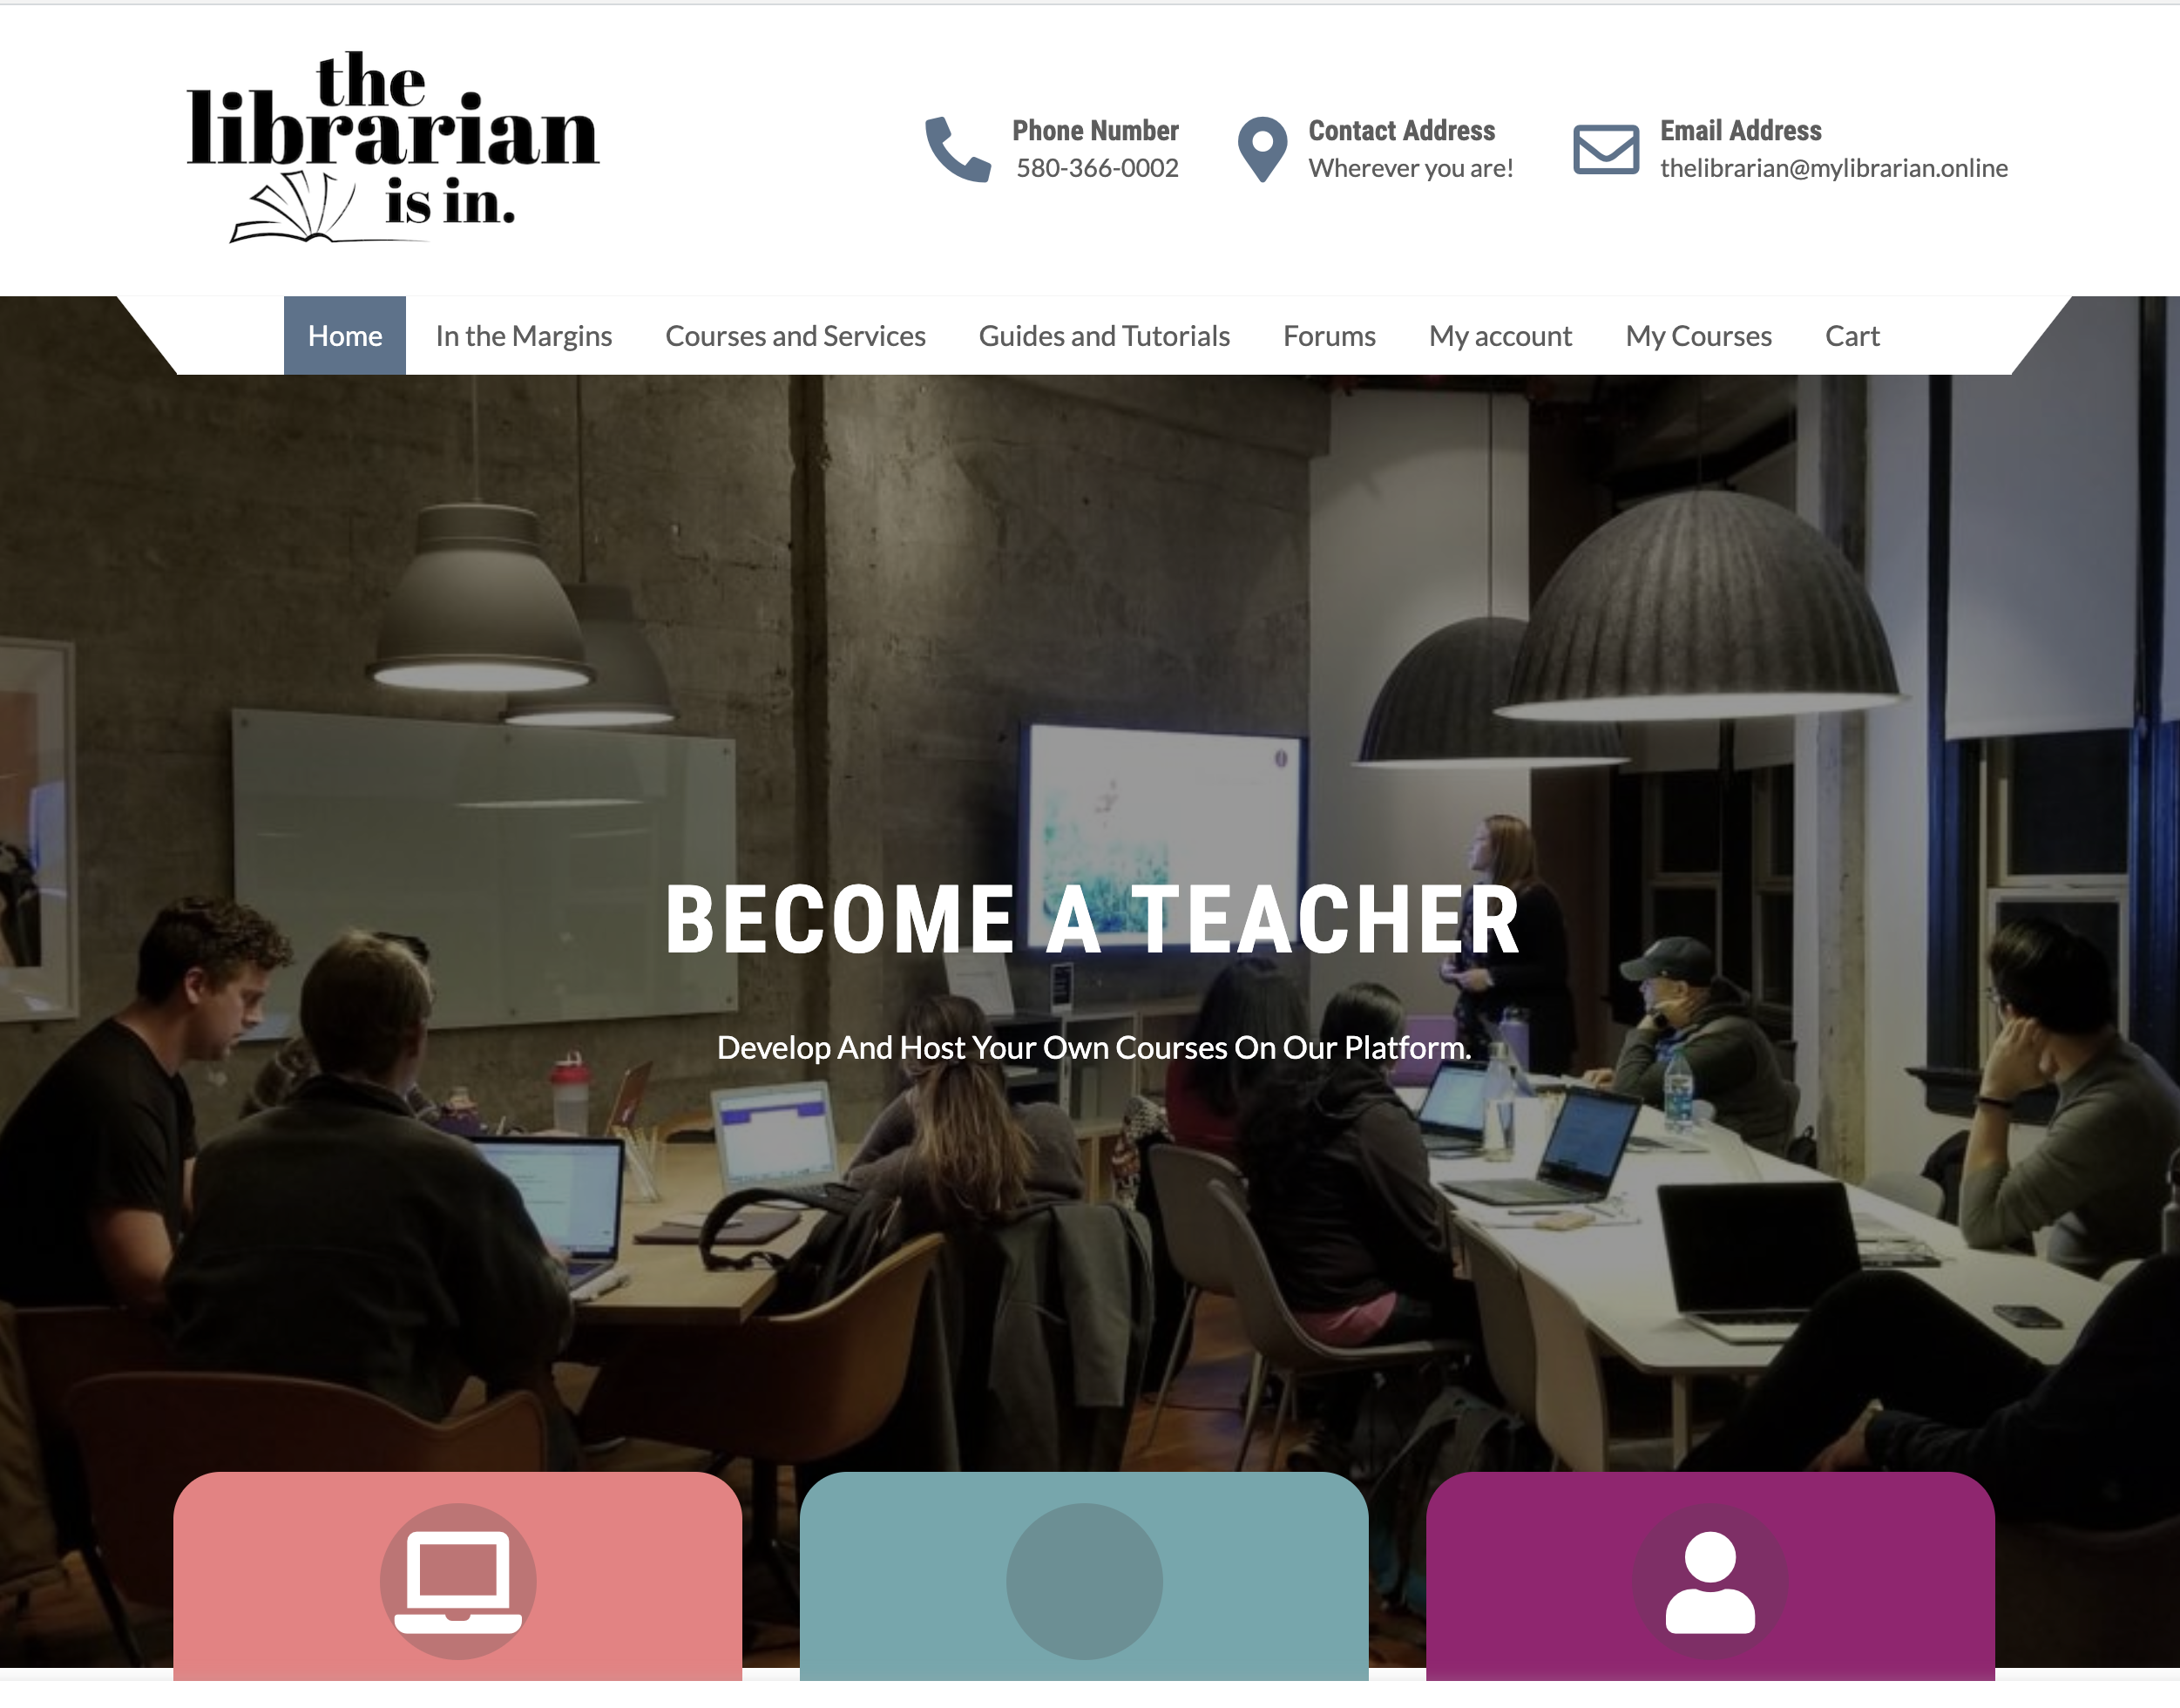 the
librarian
is in.
Phone Number
580-366-0002
Contact Address
Wherever you are!
Email Address
thelibrarian@mylibrarian.online
Home In the Margins Courses and Services Guides and Tutorials Forums My account My Courses Cart
BECOME A TEACHER
Develop And Host Your Own Courses On Our Platform.